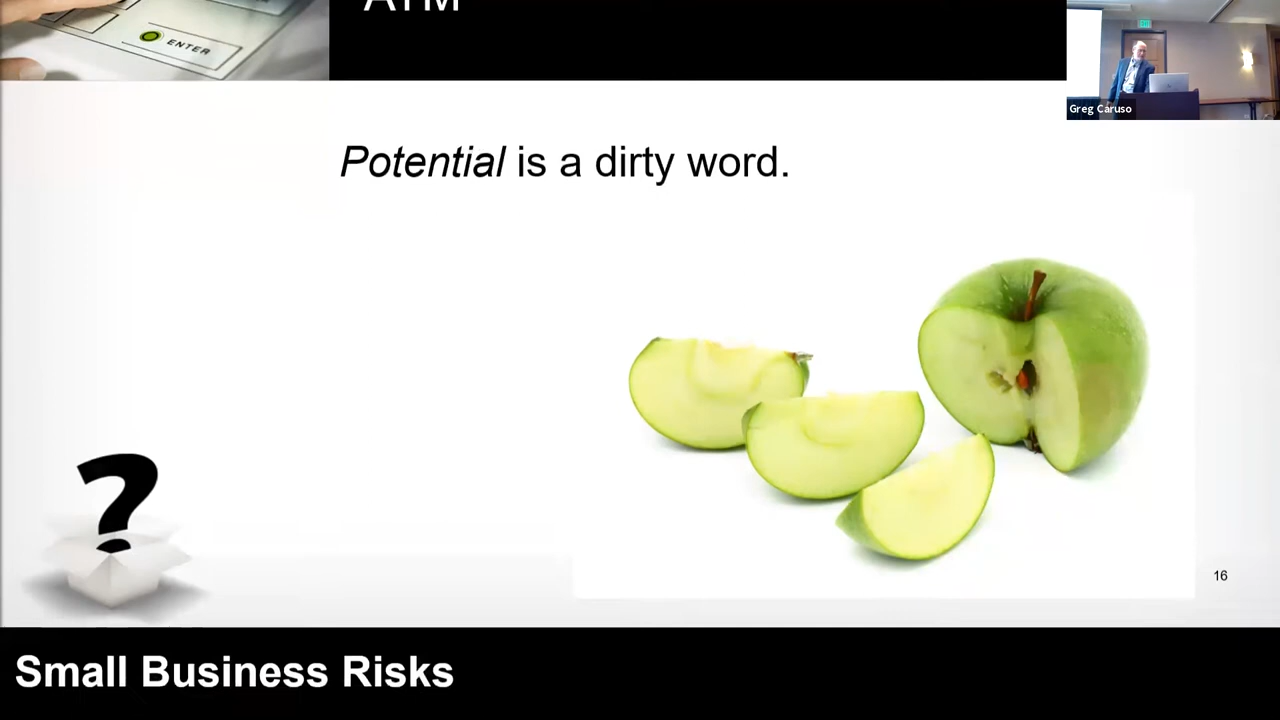 ATM
ENTER
Greg Caruso
Potential is a dirty word.
?
16
Small Business Risks